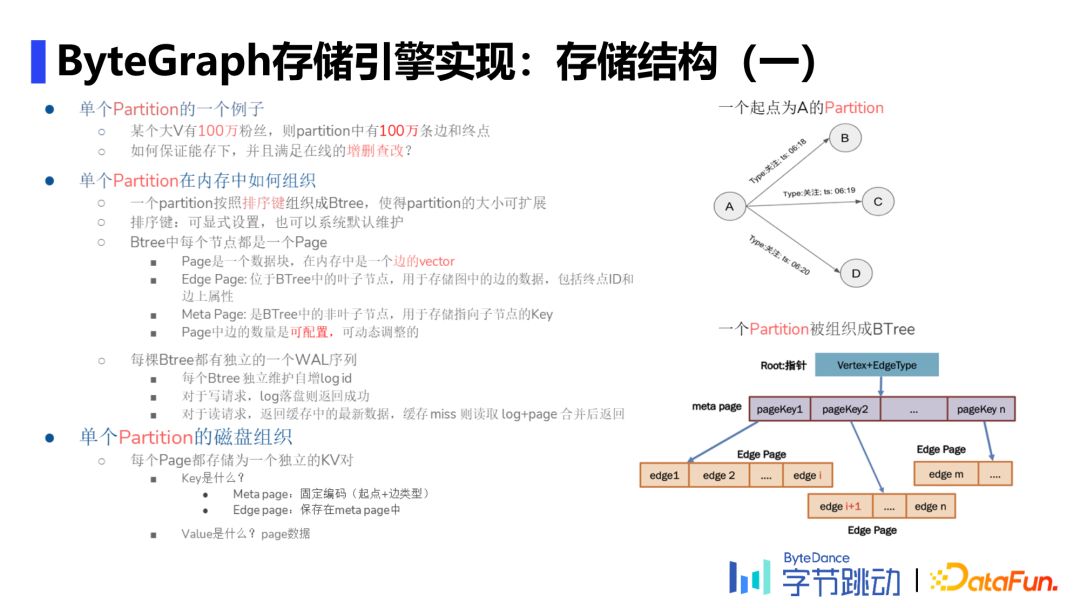 ByteGraph存储引擎实现：存储结构（一）
单个Partition的一个例子
某个大V有100万粉丝，则partition中有100万条边和终点
如何保证能存下，并且满足在线的增删查改？
单个Partition在内存中如何组织
一个partition按照排序键组织成Btree，使得partition的大小可扩展
排序键：可显式设置，也可以系统默认维护
Btree中每个节点都是一个Page
Page是一个数据块，在内存中是一个边的vector
Edge Page: 位于BTree中的叶子节点，用于存储图中的边的数据，包括终点ID和
边上属性
Meta Page: 是BTree中的非叶子节点，用于存储指向子节点的Key
Page中边的数量是可配置，可动态调整的
每棵Btree都有独立的一个WAL序列
每个Btree 独立维护自增log id
对于写请求，log落盘则返回成功
对于读请求，返回缓存中的最新数据，缓存 miss 则读取 log+page 合并后返回
单个Partition的磁盘组织
每个Page都存储为一个独立的KV对
Key是什么？
Meta page：固定编码（起点+边类型）
Edge page：保存在meta page中
Value是什么？page数据
一个起点为A的Partition
A
B
C
D
Type:关注; ts: 06:18
Type:关注; ts: 06:19
Type:关注; ts: 06:20
一个Partition被组织成BTree
Root:指针
Vertex+EdgeType
meta page
pageKey1 pageKey2 ... pageKey n
Edge Page
edge1 edge 2 .... edge i
Edge Page
edge m ....
edge i+1 .... edge n
Edge Page
ByteDance
字节跳动
DataFun.